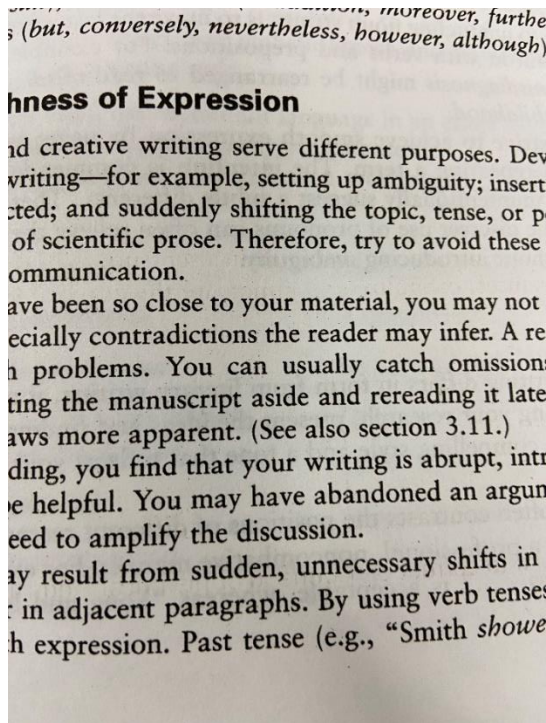 moreover, furthe
s (but, conversely, nevertheless, however, although)
hness of Expression
nd creative writing serve different purposes. Dev
writing—for example, setting up ambiguity; insert
cted; and suddenly shifting the topic, tense, or p
of scientific prose. Therefore, try to avoid these
ommunication.
ave been so close to your material, you may not
ecially contradictions the reader may infer. A re
h problems. You can usually catch omissions
ting the manuscript aside and rereading it late
aws more apparent. (See also section 3.11.)
ding, you find that your writing is abrupt, intr
be helpful. You may have abandoned an argun
eed to amplify the discussion.
ay result from sudden, unnecessary shifts in
r in adjacent paragraphs. By using verb tenses
h expression. Past tense (e.g., “Smith showe